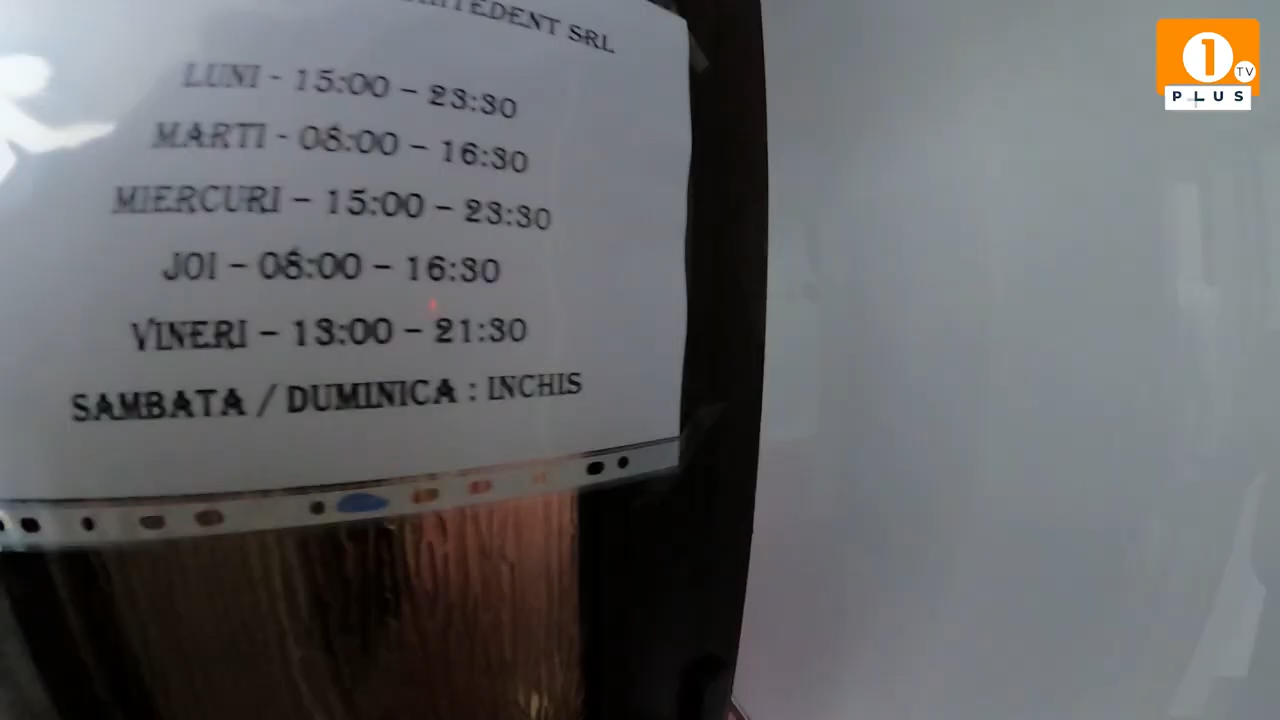 SRL
LUNI - 15:00 – 23:30
MARTI - 08:00 – 16:30
MIERCURI – 15:00 – 23:30
JOI – 08:00 – 16:30
VINERI – 13:00 – 21:30
SAMBATA / DUMINICA : INCHIS
1
TV
PLUS